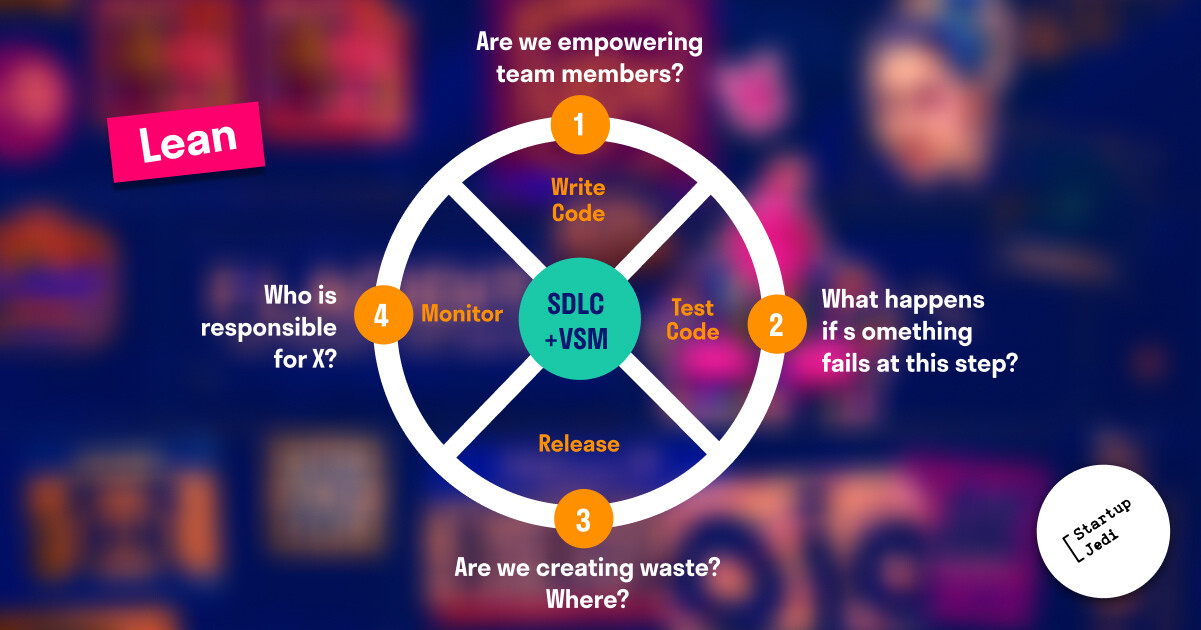 Are we empowering
team members?
Lean
1
Write
Code
Who is
responsible
for X?
4
Monitor
SDLC
+VSM
Test
Code
2
What happens
if s omething
fails at this step?
Release
3
Are we creating waste?
Where?
Startup
Jedi